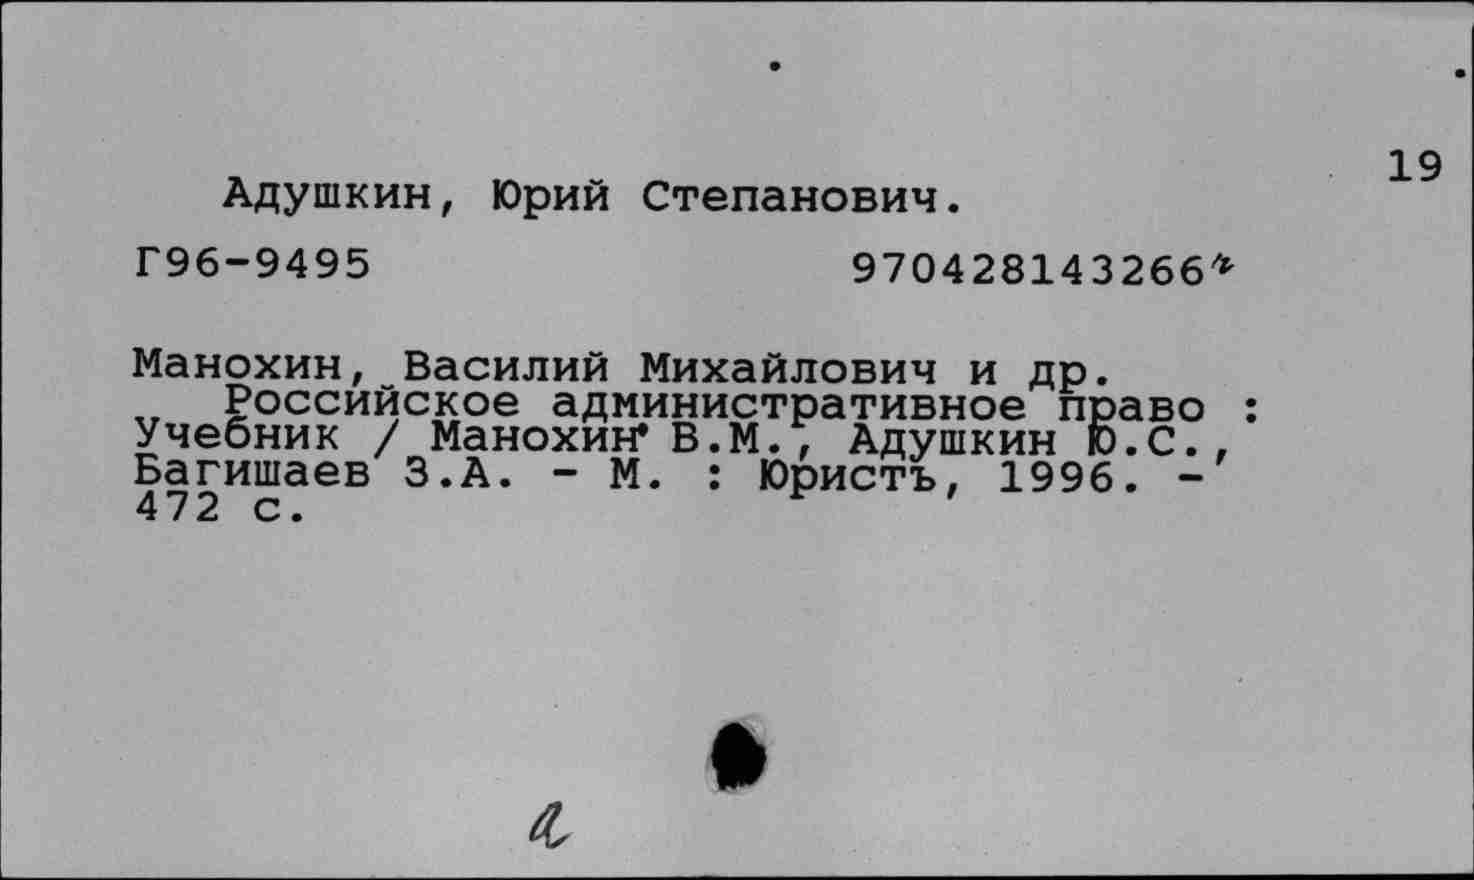 19
Адушкин, Юрий Степанович.
Г96-9495 970428143266*
Манохин, Василий Михайлович и др.
Российское административное право :
Учебник / Манохин В.М., Адушкин Ю.С.,
Багишаев З.А. - М. : Юристъ, 1996. -
472 с.